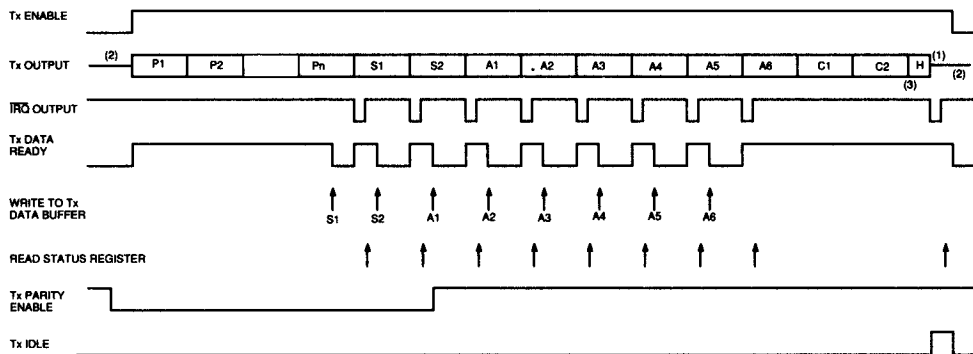 Tx ENABLE
(2)
Tx OUTPUT
P1 P2 Pn S1 S2 A1 A2 A3 A4 A5 A6 C1 C2 H
(1)
(3)
(2)
IRQ OUTPUT
Tx DATA
READY
WRITE TO Tx
DATA BUFFER
S1 S2 A1 A2 A3 A4 A5 A6
READ STATUS REGISTER
Tx PARITY
ENABLE
Tx IDLE